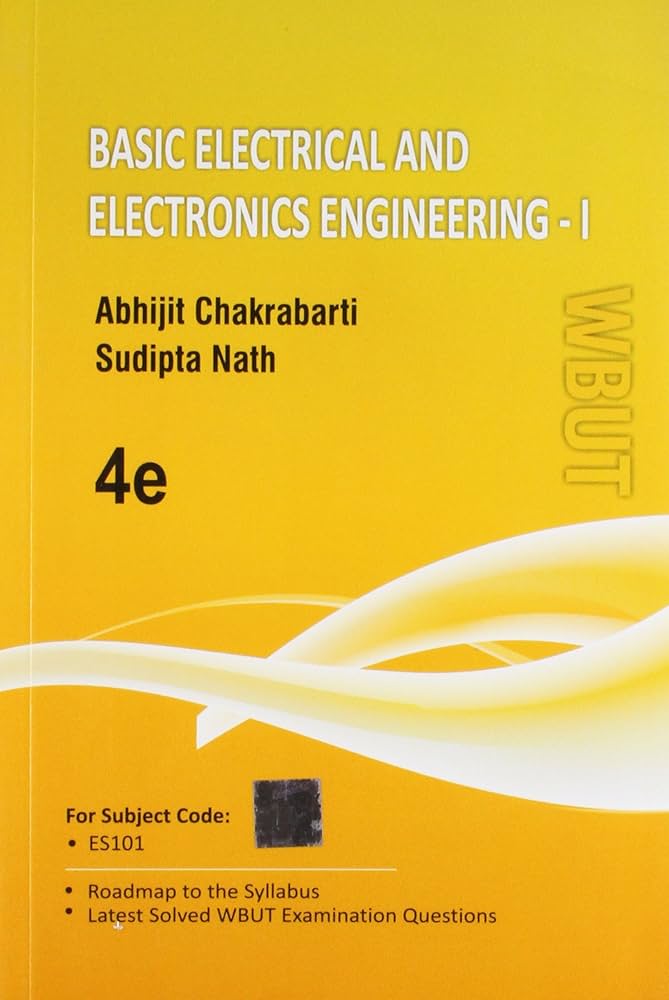 BASIC ELECTRICAL AND
ELECTRONICS ENGINEERING - I
Abhijit Chakrabarti
Sudipta Nath
WBUT
4e
For Subject Code:
• ES101
• Roadmap to the Syllabus
• Latest Solved WBUT Examination Questions